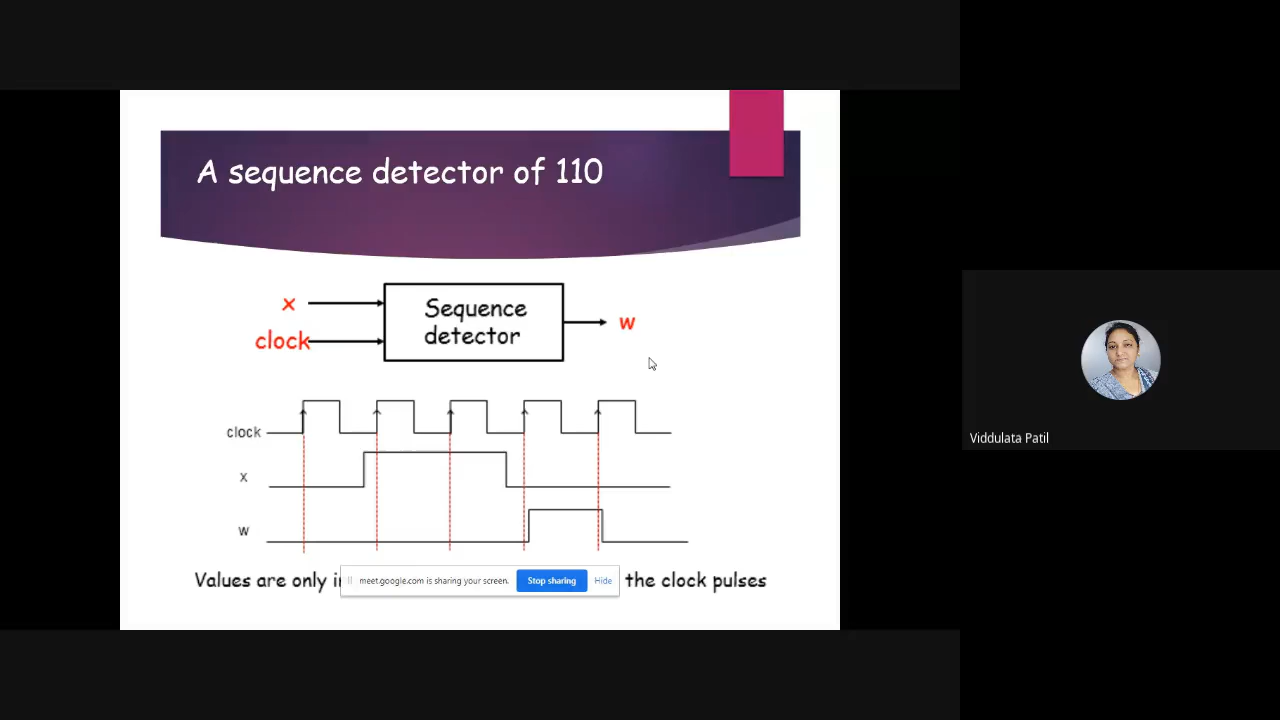 A sequence detector of 110
x
clock
Sequence
detector
w
clock
x
w
Values are only
the clock pulses
meet.google.com is sharing your screen.
Stop sharing
Hide
Viddulata Patil